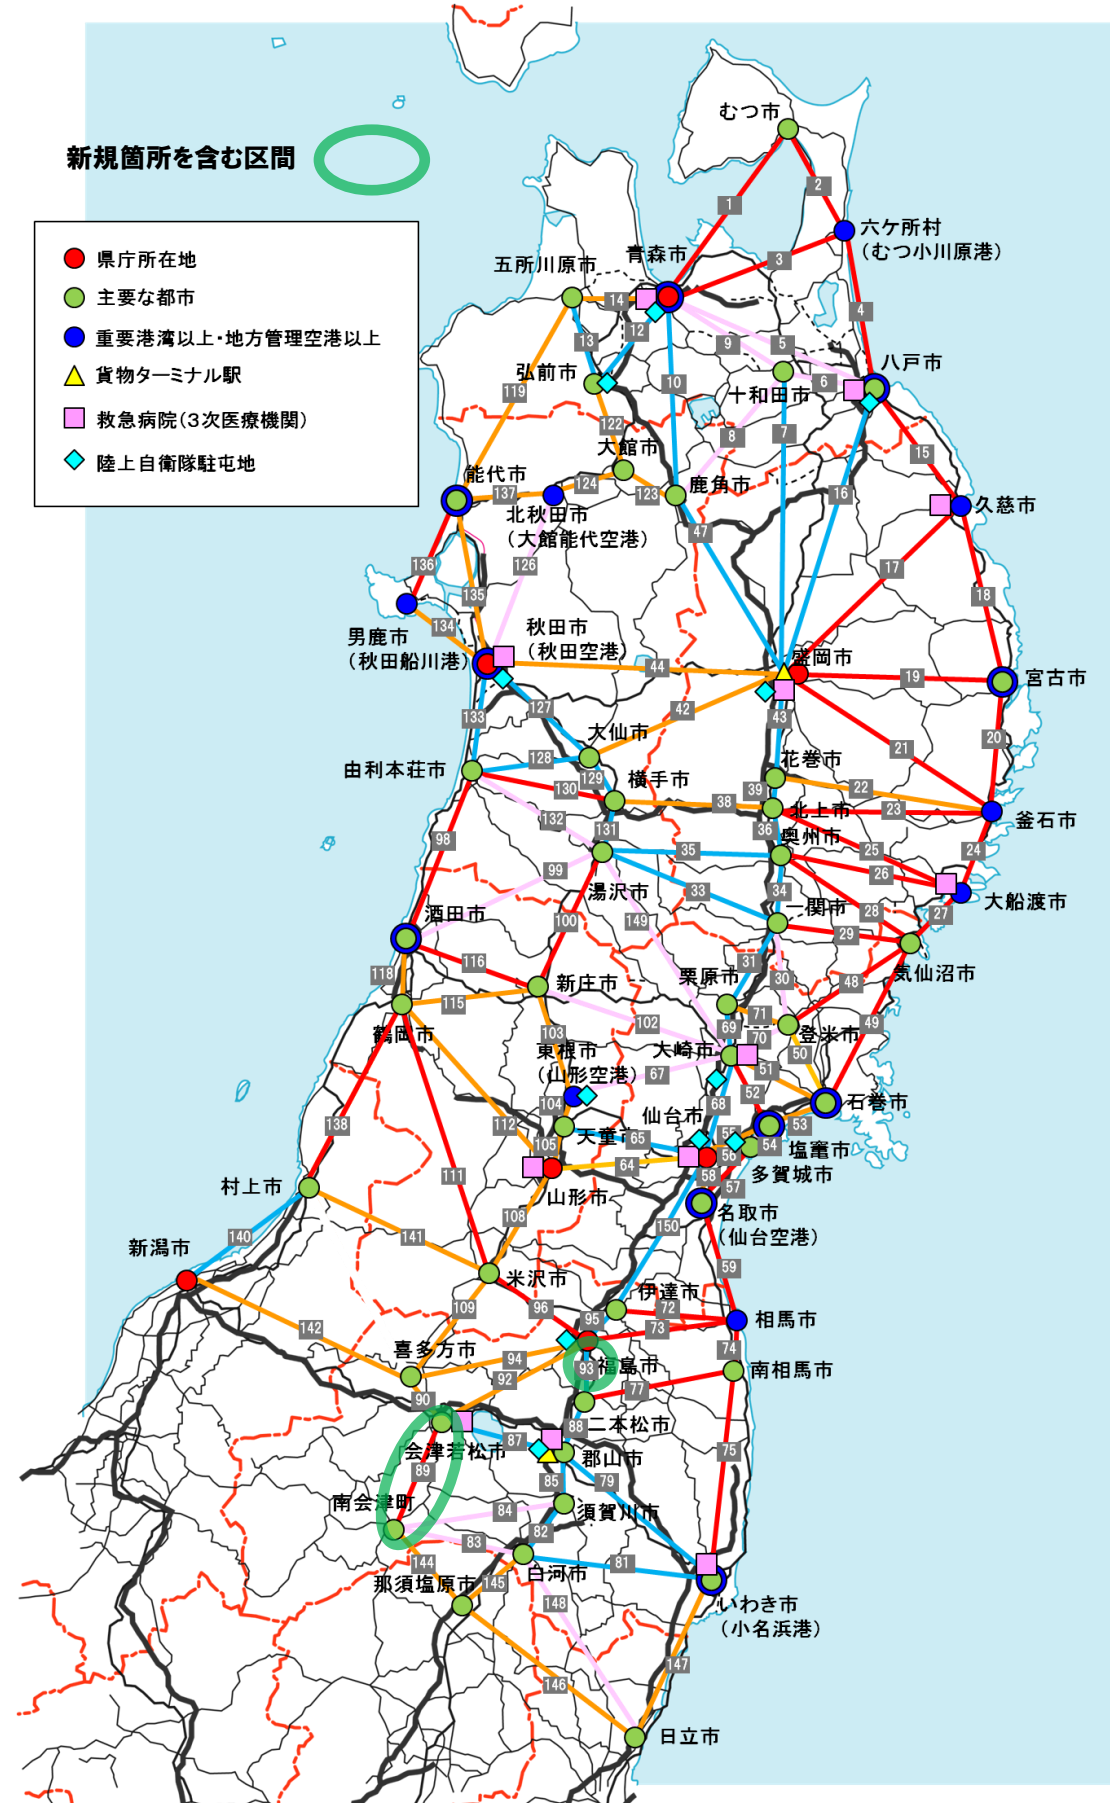 むつ市
新規箇所を含む区間
2
1
六ケ所村
(むつ小川原港)
県庁所在地
主要な都市
重要港湾以上・地方管理空港以上
貨物ターミナル駅
救急病院(3次医療機関)
陸上自衛隊駐屯地
青森市
五所川原市
3
14
4
12
13
9
5
八戸市
弘前市
10
6
119
十和田市
122
7
8
大館市
15
能代市
鹿角市
124
137
123
16
久慈市
北秋田市
(大館能代空港)
47
136
126
17
135
18
134
秋田市
(秋田空港)
男鹿市
(秋田船川港)
盛岡市
44
19
宮古市
127
42
133
43
大仙市
20
21
128
花巻市
由利本荘市
129
横手市
130
39
22
38
23
北上市
132
131
釜石市
36
奥州市
98
35
25
24
99
26
33
34
湯沢市
大船渡市
酒田市
100
149
一関市
28
27
29
116
31
118
栗原市
30
気仙沼市
新庄市
48
115
71
102
69
49
鶴岡市
103
70
登米市
東根市
(山形空港)
大崎市
50
67
51
52
104
68
石巻市
仙台市
138
112
天童市
65
55
53
105
54
塩竈市
64
56
111
58
多賀城市
村上市
57
山形市
108
名取市
(仙台空港)
150
140
141
新潟市
59
米沢市
伊達市
109
96
72
95
相馬市
142
73
喜多方市
74
94
93
福島市
92
南相馬市
77
90
88
二本松市
87
会津若松市
75
郡山市
89
85
79
南会津町
84
須賀川市
82
83
144
81
白河市
那須塩原市
145
148
いわき市
(小名浜港)
147
146
日立市